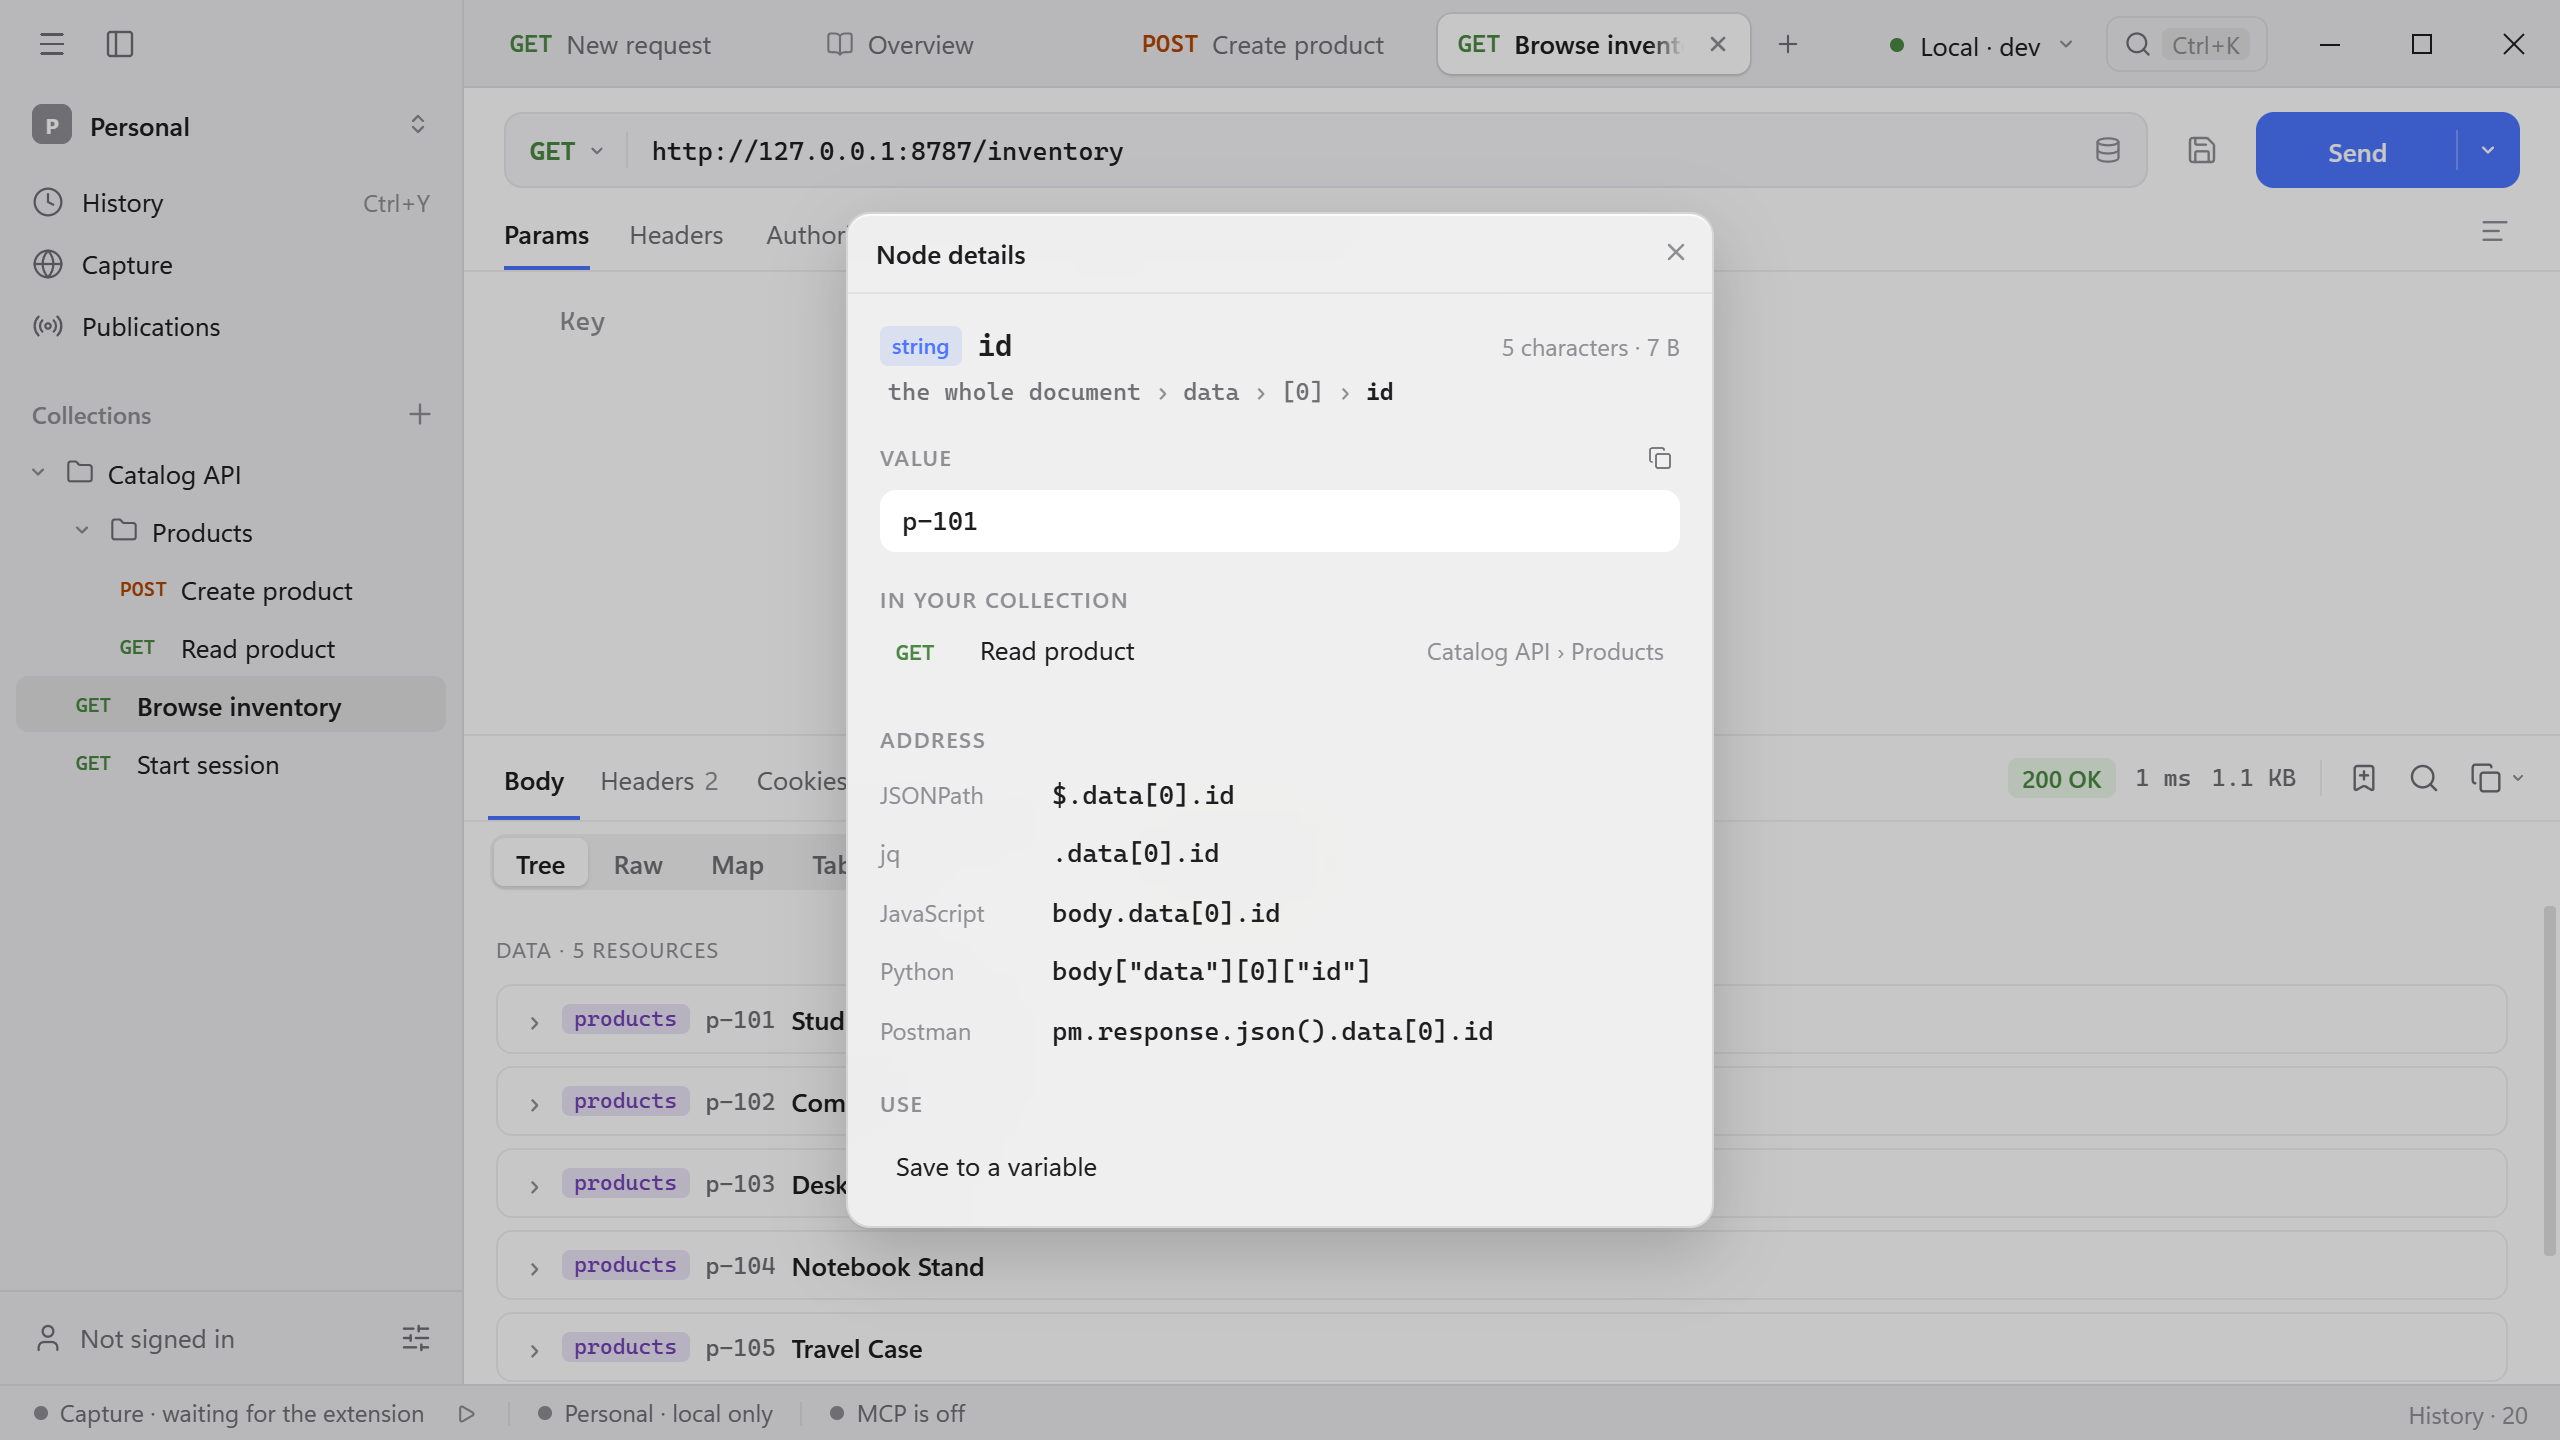 GET New request
Overview
POST Create product
GET Browse invent
Local · dev
Ctrl+K
P Personal
History Ctrl+Y
Capture
Publications
Collections
Catalog API
Products
POST Create product
GET Read product
GET Browse inventory
GET Start session
Not signed in
GET http://127.0.0.1:8787/inventory
Send
Params Headers Author
Key
Node details
string id 5 characters · 7 B
the whole document › data › [0] › id
VALUE
p-101
IN YOUR COLLECTION
GET Read product Catalog API › Products
ADDRESS
JSONPath $.data[0].id
jq .data[0].id
JavaScript body.data[0].id
Python body["data"][0]["id"]
Postman pm.response.json().data[0].id
USE
Save to a variable
Body Headers 2 Cookies
200 OK 1 ms 1.1 KB
Tree Raw Map Tab
DATA · 5 RESOURCES
products p-101 Stud
products p-102 Com
products p-103 Desk
products p-104 Notebook Stand
products p-105 Travel Case
Capture · waiting for the extension
Personal · local only
MCP is off
History · 20